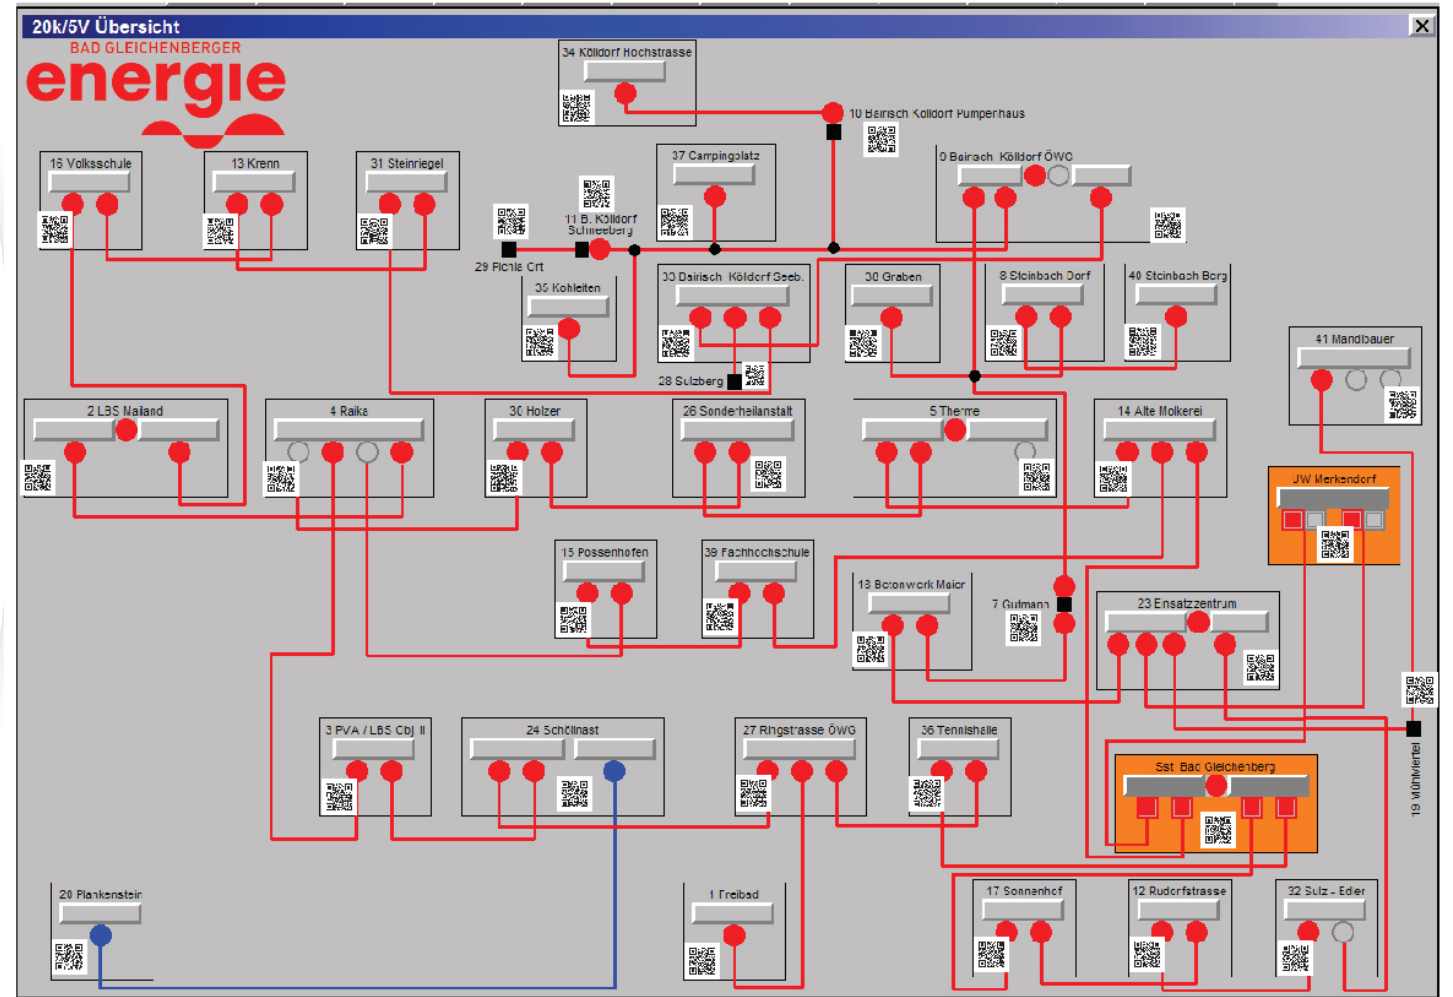 20k/5V Übersicht
BAD GLEICHENBERGER
energie
34 Kölldorf Hochstrasse
10 Bairisch Kölldorf Pumpenhaus
16 Volksschule
13 Krenn
31 Steinriegel
37 Campingplatz
9 Bairisch Kölldorf ÖWG
11 B. Kölldorf
Schneeberg
29 Pichla Ort
35 Kohleiten
33 Bairisch Kölldorf Seeb.
38 Graben
8 Steinbach Dorf
40 Steinbach Berg
41 Mandlbauer
28 Sulzberg
2 LBS Mailand
4 Raika
30 Holzer
26 Sonderheilanstalt
5 Therme
14 Alte Molkerei
UW Merkendorf
15 Possenhofen
39 Fachhochschule
18 Betonwerk Maier
7 Gutmann
23 Einsatzzentrum
3 PVA / LBS Obj. II
24 Schöllnast
27 Ringstrasse ÖWG
36 Tennishalle
Sst. Bad Gleichenberg
19 Mühlviertel
20 Plankenstein
1 Freibad
17 Sonnenhof
12 Rudorfstrasse
32 Sulz - Edler